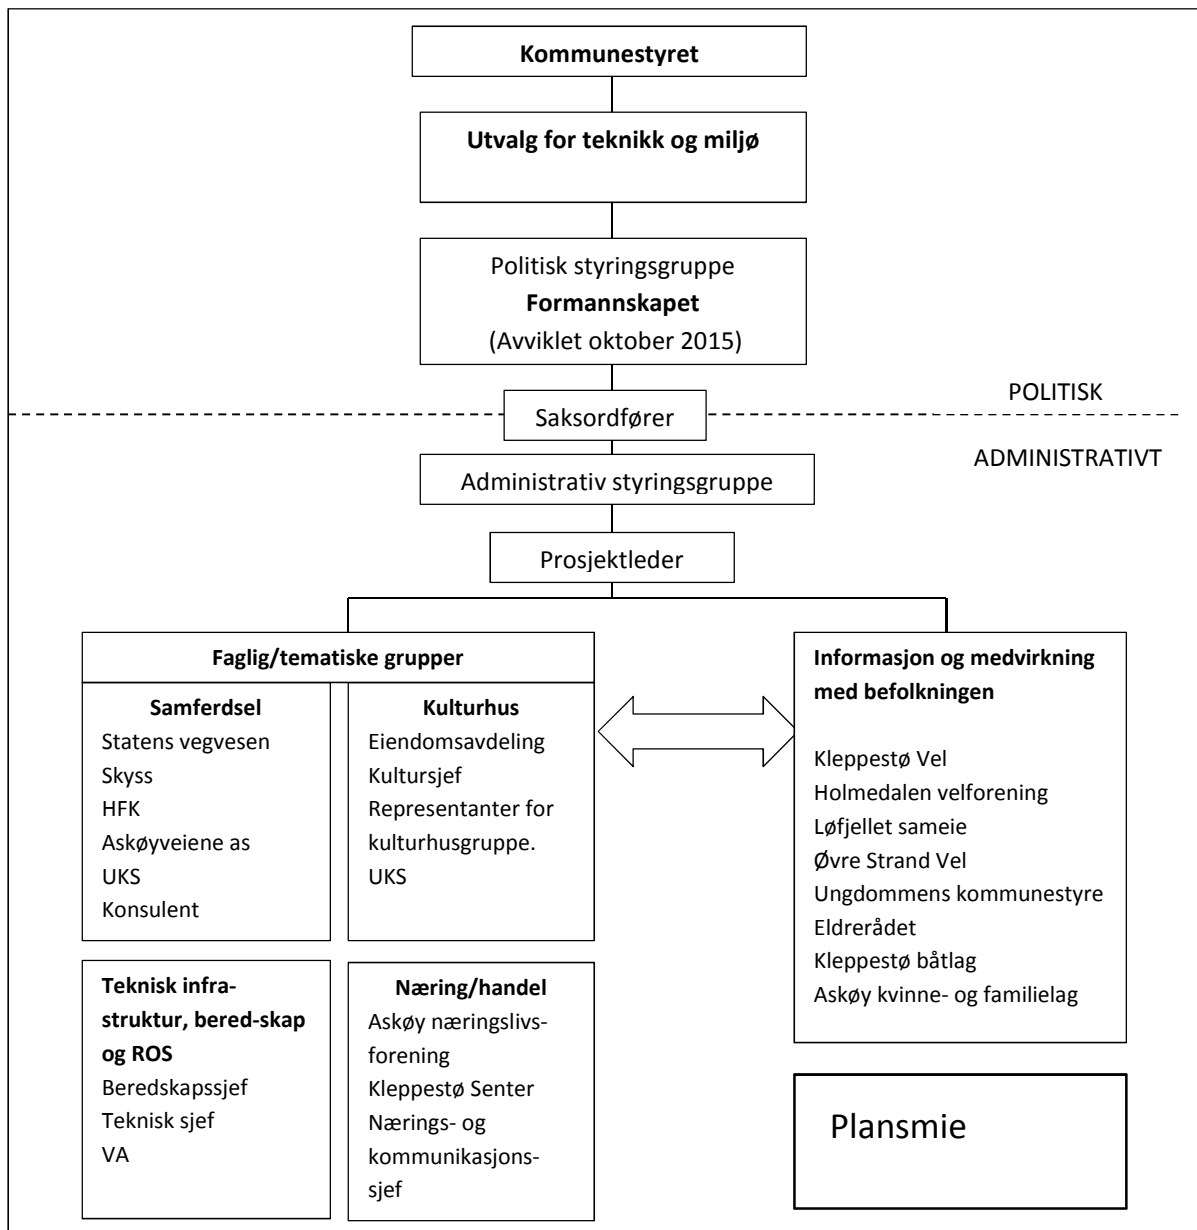 Kommunestyret
Utvalg for teknikk og miljø
Politisk styringsgruppe
Formannskapet
(Avviklet oktober 2015)
POLITISK
Saksordfører
ADMINISTRATIVT
Administrativ styringsgruppe
Prosjektleder
Faglig/tematiske grupper
Samferdsel
Statens vegvesen
Skyss
HFK
Askøyveiene as
UKS
Konsulent
Kulturhus
Eiendomsavdeling
Kultursjef
Representanter for
kulturhusgruppe.
UKS
Teknisk infra-
struktur, bered-skap
og ROS
Beredskapssjef
Teknisk sjef
VA
Næring/handel
Askøy næringslivs-
forening
Kleppestø Senter
Nærings- og
kommunikasjons-
sjef
Informasjon og medvirkning
med befolkningen
Kleppestø Vel
Holmedalen velforening
Løfjellet sameie
Øvre Strand Vel
Ungdommens kommunestyre
Eldrerådet
Kleppestø båtlag
Askøy kvinne- og familielag
Plansmie